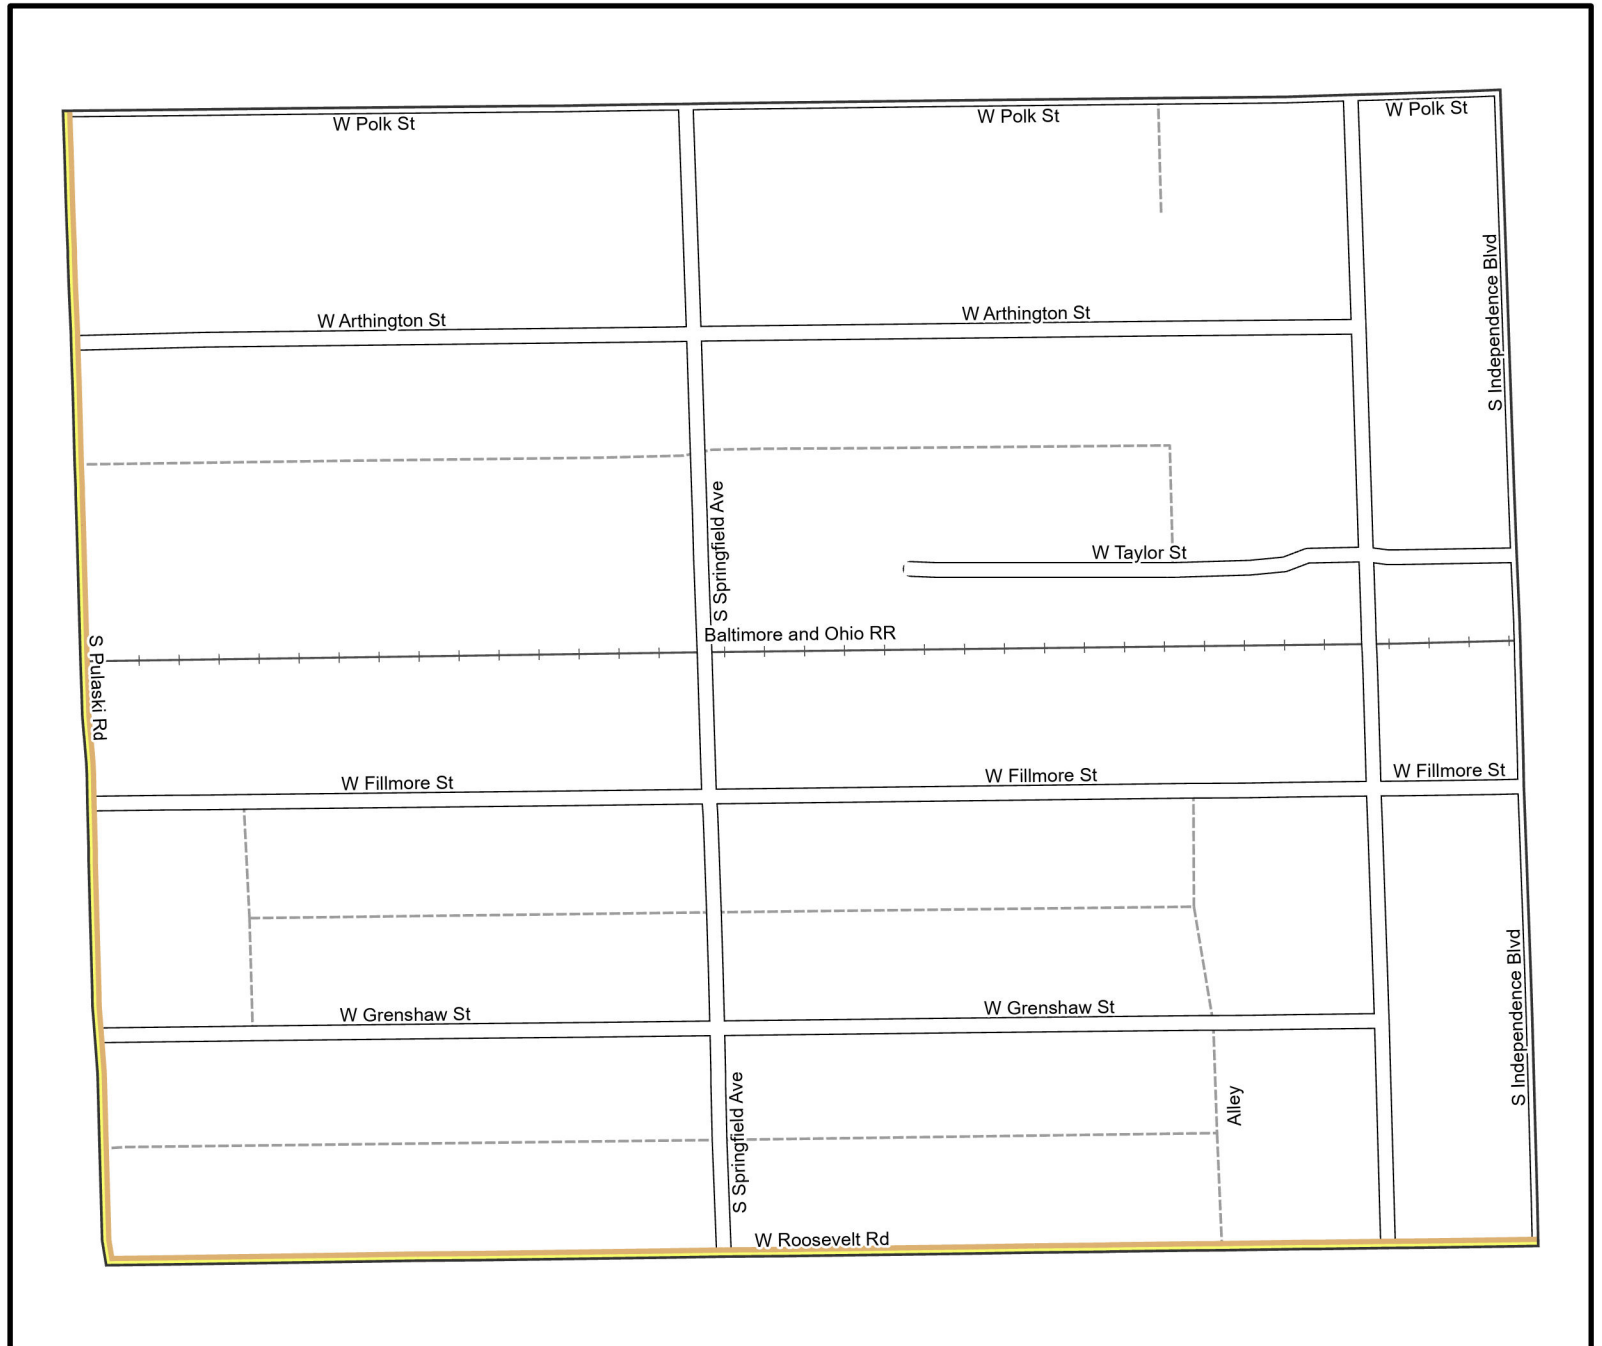 W Polk St
W Polk St
W Polk St
S Independence Blvd
W Arthington St
W Arthington St
S Springfield Ave
W Taylor St
Baltimore and Ohio RR
S Pulaski Rd
W Fillmore St
W Fillmore St
W Fillmore St
S Independence Blvd
W Grenshaw St
W Grenshaw St
S Springfield Ave
Alley
W Roosevelt Rd